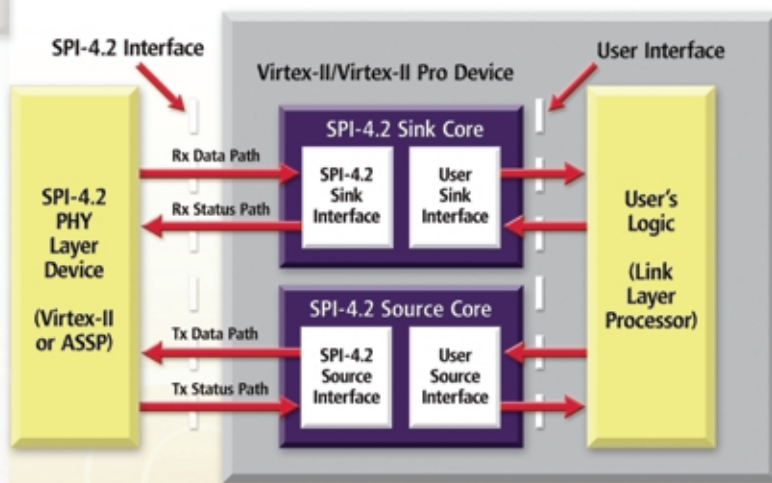 SPI-4.2 Interface
User Interface
Virtex-II/Virtex-II Pro Device
SPI-4.2
PHY
Layer
Device
(Virtex-II
or ASSP)
Rx Data Path
Rx Status Path
Tx Data Path
Tx Status Path
SPI-4.2 Sink Core
SPI-4.2
Sink
Interface
User
Sink
Interface
SPI-4.2 Source Core
SPI-4.2
Source
Interface
User
Source
Interface
User's
Logic
(Link
Layer
Processor)